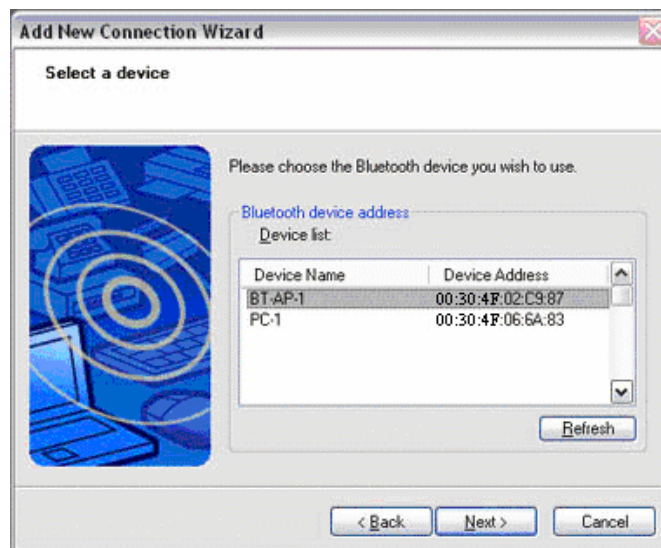 Add New Connection Wizard
Select a device
Please choose the Bluetooth device you wish to use.
Bluetooth device address
Device list:
Device Name Device Address
BT-AP-1 00:30:4F:02:C9:87
PC-1 00:30:4F:06:6A:83
Refresh
< Back Next > Cancel